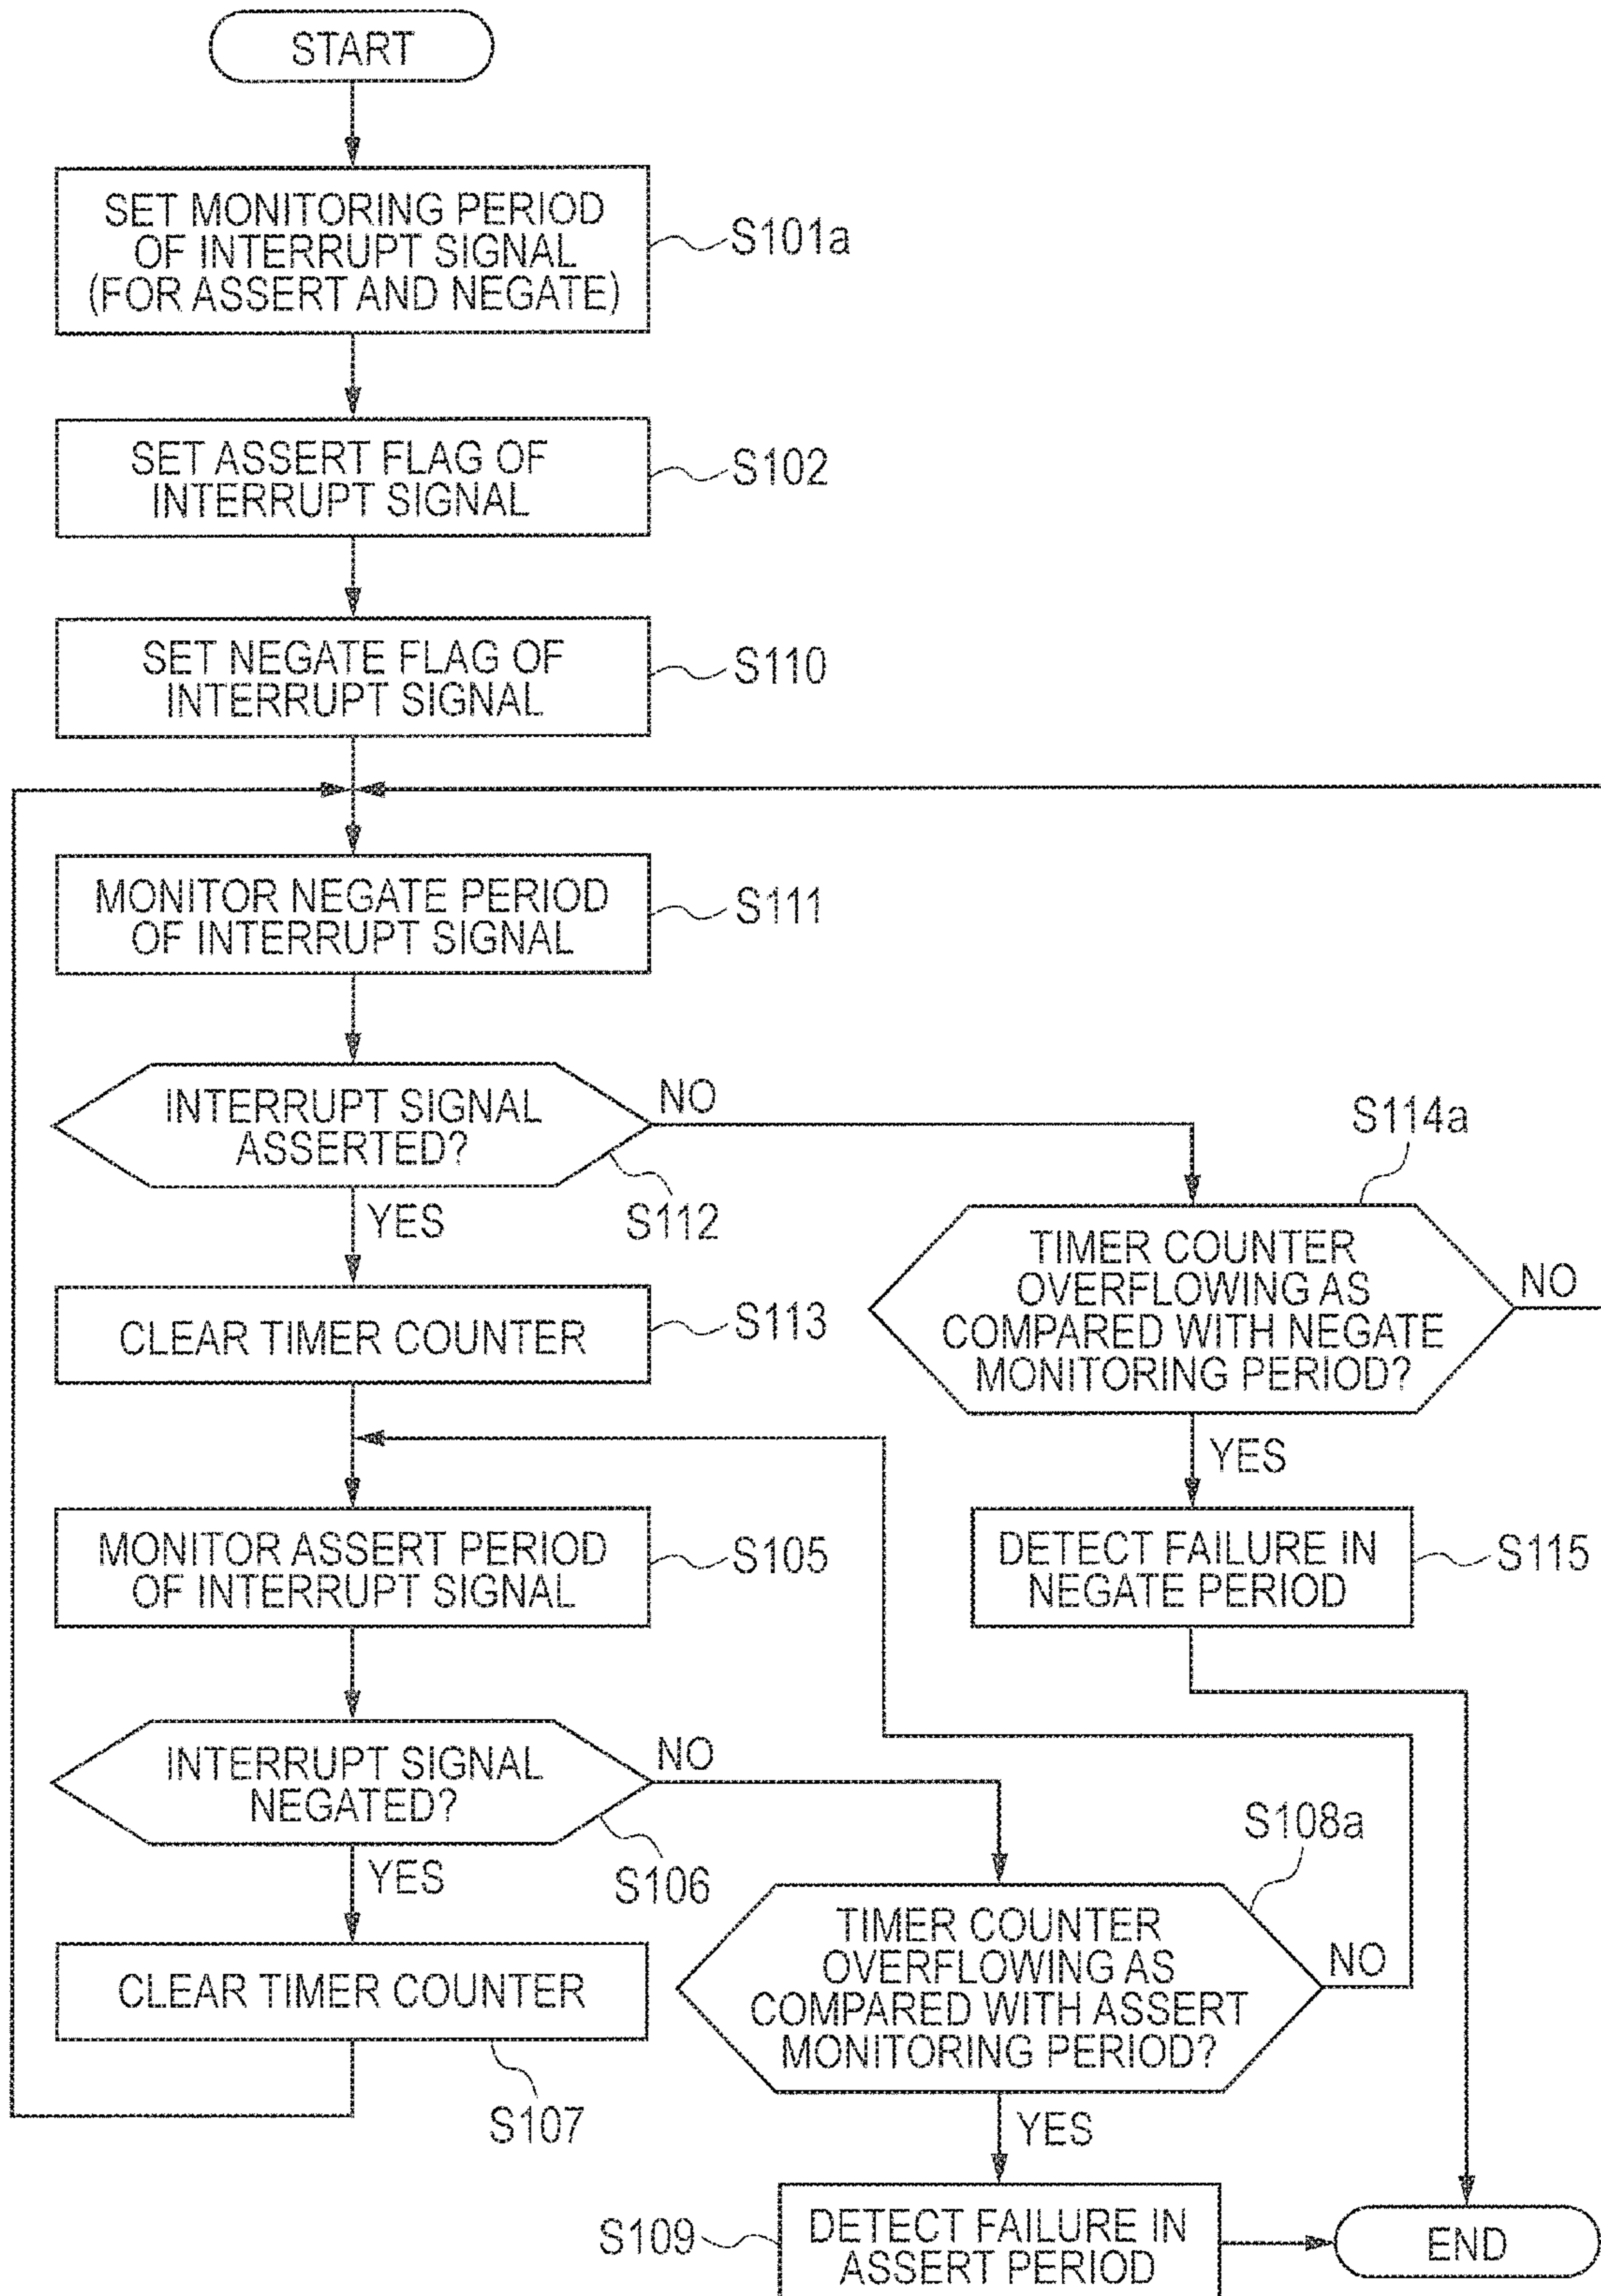 START
SET MONITORING PERIOD
OF INTERRUPT SIGNAL
(FOR ASSERT AND NEGATE)
S101a
SET ASSERT FLAG OF
INTERRUPT SIGNAL
S102
SET NEGATE FLAG OF
INTERRUPT SIGNAL
S110
MONITOR NEGATE PERIOD
OF INTERRUPT SIGNAL
S111
INTERRUPT SIGNAL
ASSERTED?
NO
S112
YES
S114a
TIMER COUNTER
OVERFLOWING AS
COMPARED WITH NEGATE
MONITORING PERIOD?
NO
CLEAR TIMER COUNTER
S113
YES
MONITOR ASSERT PERIOD
OF INTERRUPT SIGNAL
S105
DETECT FAILURE IN
NEGATE PERIOD
S115
INTERRUPT SIGNAL
NEGATED?
NO
S106
YES
S108a
TIMER COUNTER
OVERFLOWING AS
COMPARED WITH ASSERT
MONITORING PERIOD?
NO
CLEAR TIMER COUNTER
S107
YES
S109
DETECT FAILURE IN
ASSERT PERIOD
END